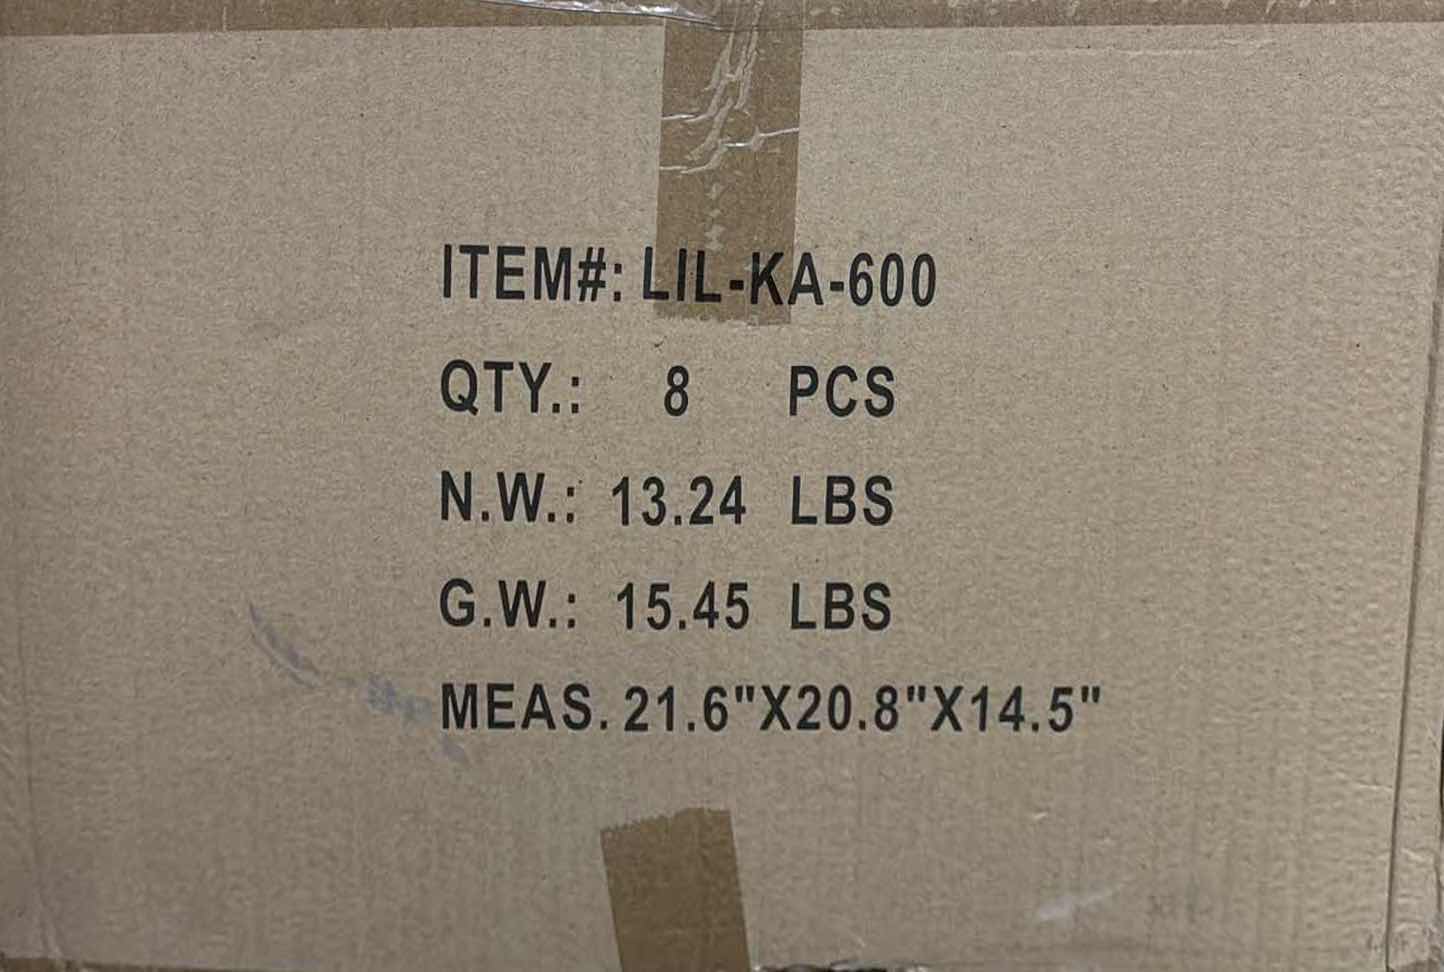 ITEM#: LIL-KA-600
QTY.: 8 PCS
N.W.: 13.24 LBS
G.W.: 15.45 LBS
MEAS. 21.6"X20.8"X14.5"